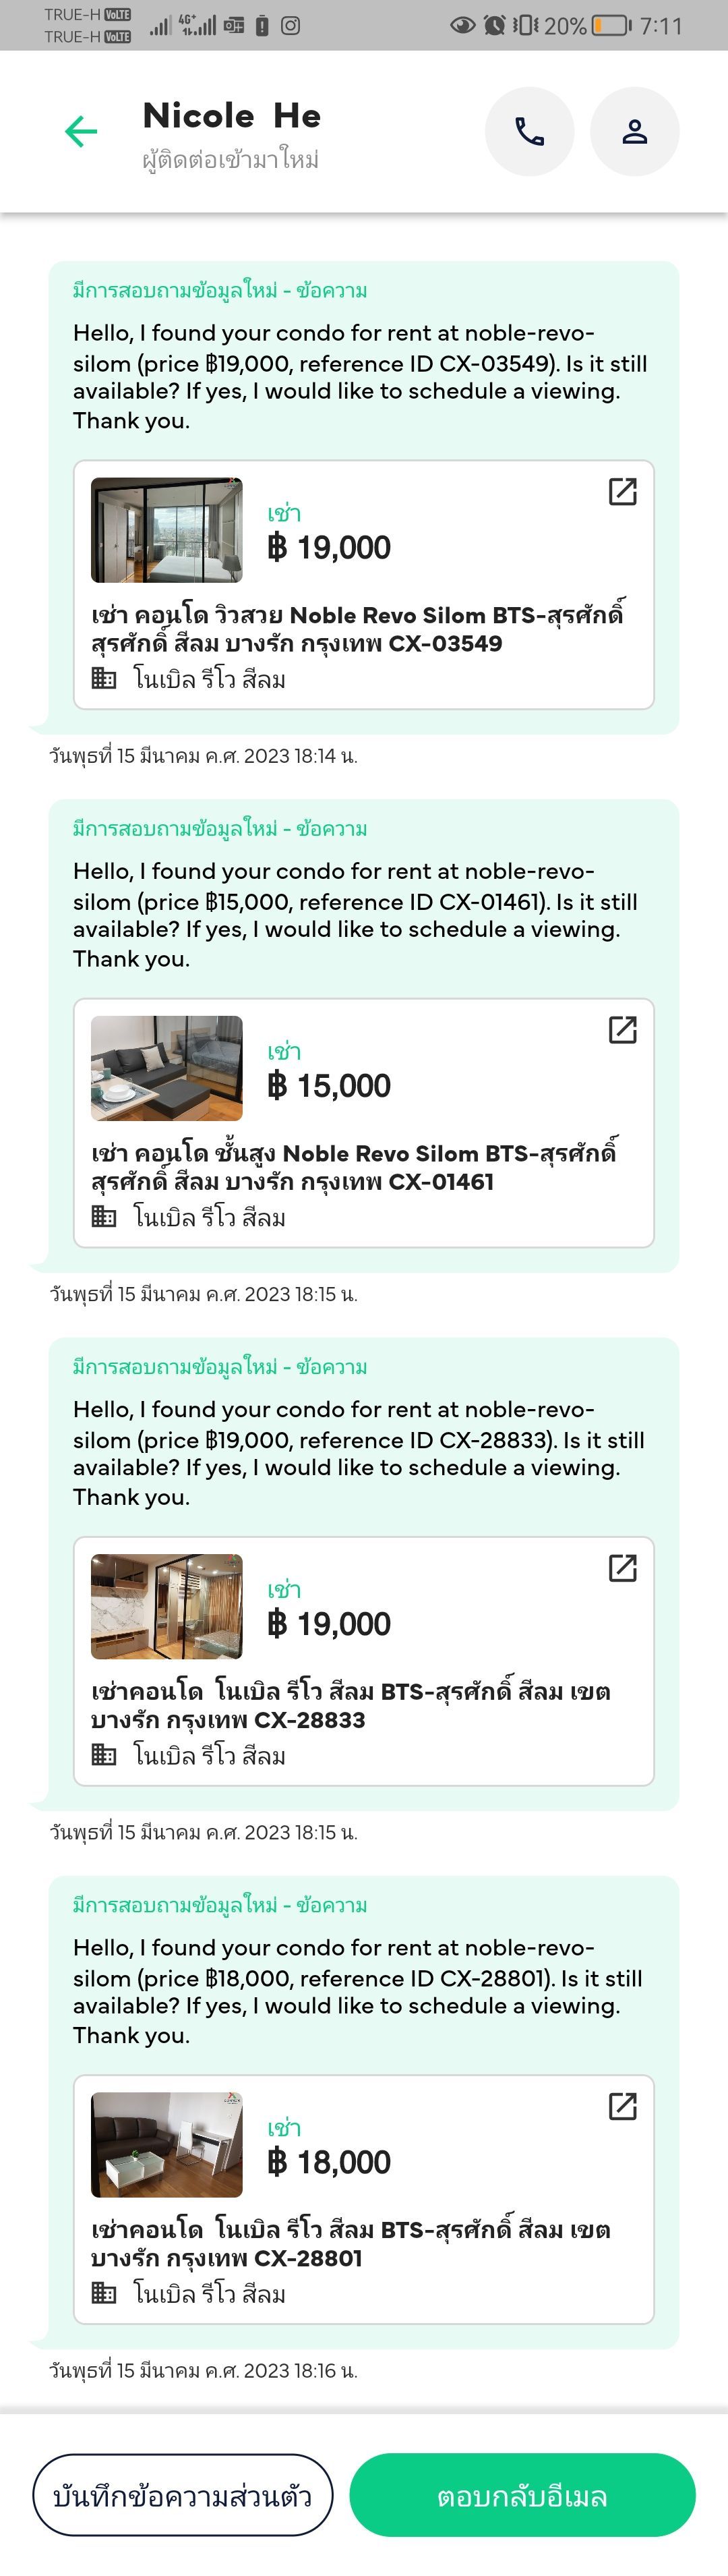 TRUE-H VoLTE
TRUE-H VoLTE
4G+
20%
7:11
Nicole He
ผู้ติดต่อเข้ามาใหม่
มีการสอบถามข้อมูลใหม่ - ข้อความ
Hello, I found your condo for rent at noble-revo-
silom (price ฿19,000, reference ID CX-03549). Is it still
available? If yes, I would like to schedule a viewing.
Thank you.
เช่า
฿ 19,000
เช่า คอนโด วิวสวย Noble Revo Silom BTS-สุรศักดิ์
สุรศักดิ์ สีลม บางรัก กรุงเทพ CX-03549
โนเบิล รีโว สีลม
วันพุธที่ 15 มีนาคม ค.ศ. 2023 18:14 น.
มีการสอบถามข้อมูลใหม่ - ข้อความ
Hello, I found your condo for rent at noble-revo-
silom (price ฿15,000, reference ID CX-01461). Is it still
available? If yes, I would like to schedule a viewing.
Thank you.
เช่า
฿ 15,000
เช่า คอนโด ชั้นสูง Noble Revo Silom BTS-สุรศักดิ์
สุรศักดิ์ สีลม บางรัก กรุงเทพ CX-01461
โนเบิล รีโว สีลม
วันพุธที่ 15 มีนาคม ค.ศ. 2023 18:15 น.
มีการสอบถามข้อมูลใหม่ - ข้อความ
Hello, I found your condo for rent at noble-revo-
silom (price ฿19,000, reference ID CX-28833). Is it still
available? If yes, I would like to schedule a viewing.
Thank you.
เช่า
฿ 19,000
เช่าคอนโด โนเบิล รีโว สีลม BTS-สุรศักดิ์ สีลม เขต
บางรัก กรุงเทพ CX-28833
โนเบิล รีโว สีลม
วันพุธที่ 15 มีนาคม ค.ศ. 2023 18:15 น.
มีการสอบถามข้อมูลใหม่ - ข้อความ
Hello, I found your condo for rent at noble-revo-
silom (price ฿18,000, reference ID CX-28801). Is it still
available? If yes, I would like to schedule a viewing.
Thank you.
เช่า
฿ 18,000
เช่าคอนโด โนเบิล รีโว สีลม BTS-สุรศักดิ์ สีลม เขต
บางรัก กรุงเทพ CX-28801
โนเบิล รีโว สีลม
วันพุธที่ 15 มีนาคม ค.ศ. 2023 18:16 น.
บันทึกข้อความส่วนตัว
ตอบกลับอีเมล